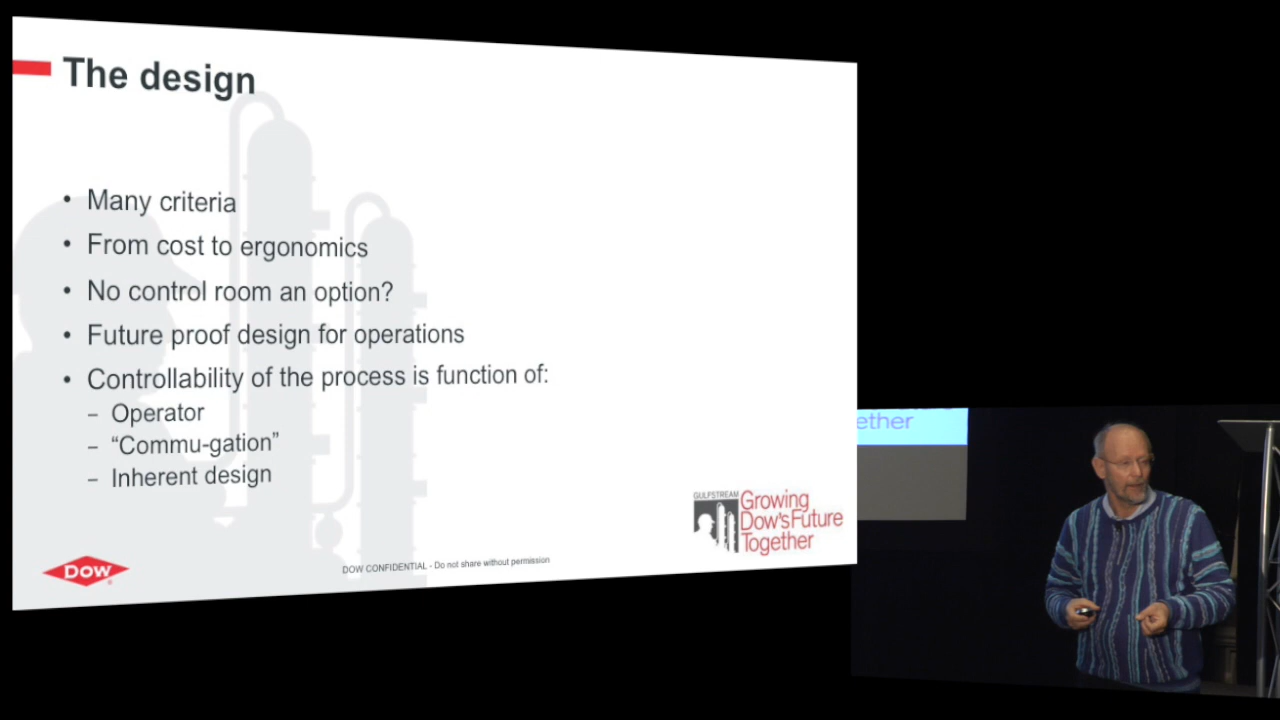 The design
• Many criteria
• From cost to ergonomics
• No control room an option?
• Future proof design for operations
• Controllability of the process is function of:
– Operator
– “Commu-gation”
– Inherent design
GULFSTREAM
Growing
Dow'sFuture
Together
DOW
DOW CONFIDENTIAL - Do not share without permission
ether